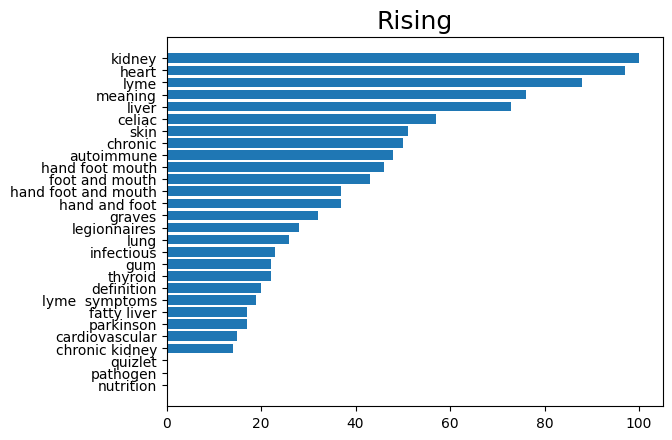 Rising
kidney
heart
lyme
meaning
liver
celiac
skin
chronic
autoimmune
hand foot mouth
foot and mouth
hand foot and mouth
hand and foot
graves
legionnaires
lung
infectious
gum
thyroid
definition
lyme  symptoms
fatty liver
parkinson
cardiovascular
chronic kidney
quizlet
pathogen
nutrition
0 20 40 60 80 100